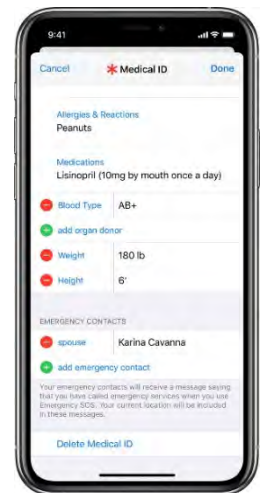 9:41
Cancel Medical ID Done
Allergies & Reactions
Peanuts
Medications
Lisinopril (10mg by mouth once a day)
Blood Type AB+
add organ donor
Weight 180 lb
Height 6'
EMERGENCY CONTACTS
spouse Karina Cavanna
add emergency contact
Your emergency contacts will receive a message saying
that you have called emergency services when you use
Emergency SOS. Your current location will be included
in these messages.
Delete Medical ID